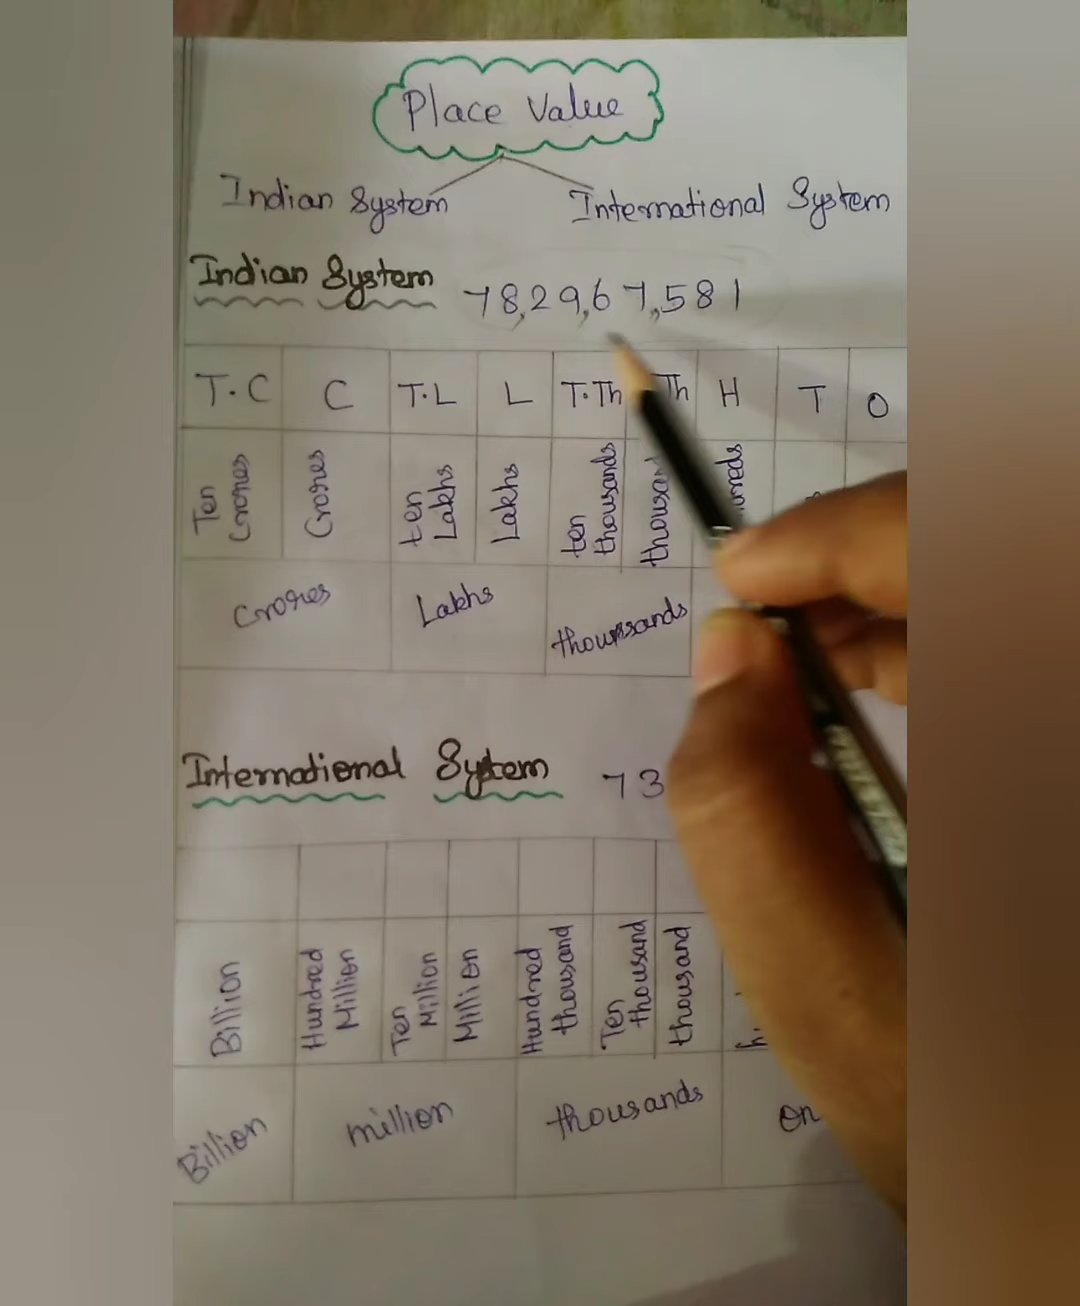 Place Value
Indian System International System
Indian System 78,29,67,581
T.C C T.L L T.Th Th H T O
Ten Crores Crores ten Lakhs Lakhs ten thousands
Crores Lakhs thousands
International System 73
Billion Hundred Million Ten Million Million Hundred thousand Ten thousand thousand
Billion million thousands